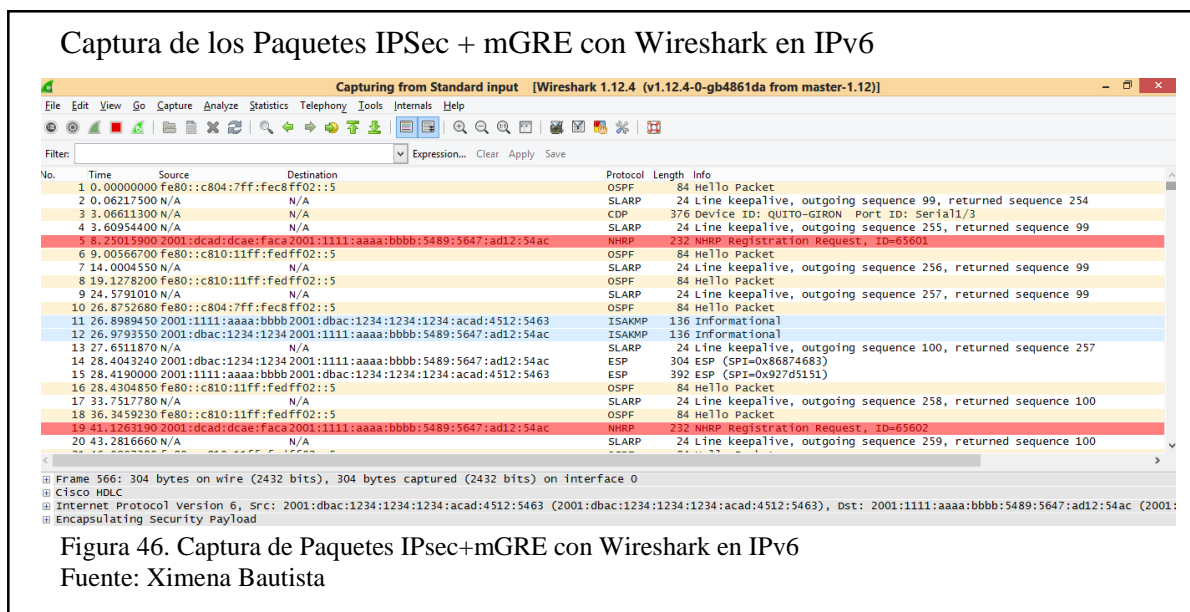 Captura de los Paquetes IPSec + mGRE con Wireshark en IPv6
Capturing from Standard input [Wireshark 1.12.4 (v1.12.4-0-gb4861da from master-1.12)]
File Edit View Go Capture Analyze Statistics Telephony Tools Internals Help
Filter: Expression... Clear Apply Save
No. Time Source Destination Protocol Length Info
1 0.00000000 fe80::c804:7ff:fec8 ff02::5 OSPF 84 Hello Packet
2 0.06217500 N/A N/A SLARP 24 Line keepalive, outgoing sequence 99, returned sequence 254
3 3.06611300 N/A N/A CDP 376 Device ID: QUITO-GIRON Port ID: Serial1/3
4 3.60954400 N/A N/A SLARP 24 Line keepalive, outgoing sequence 255, returned sequence 99
5 8.25015900 2001:dcad:dcae:faca 2001:1111:aaaa:bbbb:5489:5647:ad12:54ac NHRP 232 NHRP Registration Request, ID=65601
6 9.00566700 fe80::c810:11ff:fed ff02::5 OSPF 84 Hello Packet
7 14.0004550 N/A N/A SLARP 24 Line keepalive, outgoing sequence 256, returned sequence 99
8 19.1278200 fe80::c810:11ff:fed ff02::5 OSPF 84 Hello Packet
9 24.5791010 N/A N/A SLARP 24 Line keepalive, outgoing sequence 257, returned sequence 99
10 26.8752680 fe80::c804:7ff:fec8 ff02::5 OSPF 84 Hello Packet
11 26.8989450 2001:1111:aaaa:bbbb 2001:dbac:1234:1234:1234:acad:4512:5463 ISAKMP 136 Informational
12 26.9793550 2001:dbac:1234:1234 2001:1111:aaaa:bbbb:5489:5647:ad12:54ac ISAKMP 136 Informational
13 27.6511870 N/A N/A SLARP 24 Line keepalive, outgoing sequence 100, returned sequence 257
14 28.4043240 2001:dbac:1234:1234 2001:1111:aaaa:bbbb:5489:5647:ad12:54ac ESP 304 ESP (SPI=0x86874683)
15 28.4190000 2001:1111:aaaa:bbbb 2001:dbac:1234:1234:1234:acad:4512:5463 ESP 392 ESP (SPI=0x927d5151)
16 28.4304850 fe80::c810:11ff:fed ff02::5 OSPF 84 Hello Packet
17 33.7517780 N/A N/A SLARP 24 Line keepalive, outgoing sequence 258, returned sequence 100
18 36.3459230 fe80::c810:11ff:fed ff02::5 OSPF 84 Hello Packet
19 41.1263190 2001:dcad:dcae:faca 2001:1111:aaaa:bbbb:5489:5647:ad12:54ac NHRP 232 NHRP Registration Request, ID=65602
20 43.2816660 N/A N/A SLARP 24 Line keepalive, outgoing sequence 259, returned sequence 100
Frame 566: 304 bytes on wire (2432 bits), 304 bytes captured (2432 bits) on interface 0
Cisco HDLC
Internet Protocol Version 6, Src: 2001:dbac:1234:1234:1234:acad:4512:5463 (2001:dbac:1234:1234:1234:acad:4512:5463), Dst: 2001:1111:aaaa:bbbb:5489:5647:ad12:54ac (2001:
Encapsulating Security Payload
Figura 46. Captura de Paquetes IPsec+mGRE con Wireshark en IPv6
Fuente: Ximena Bautista